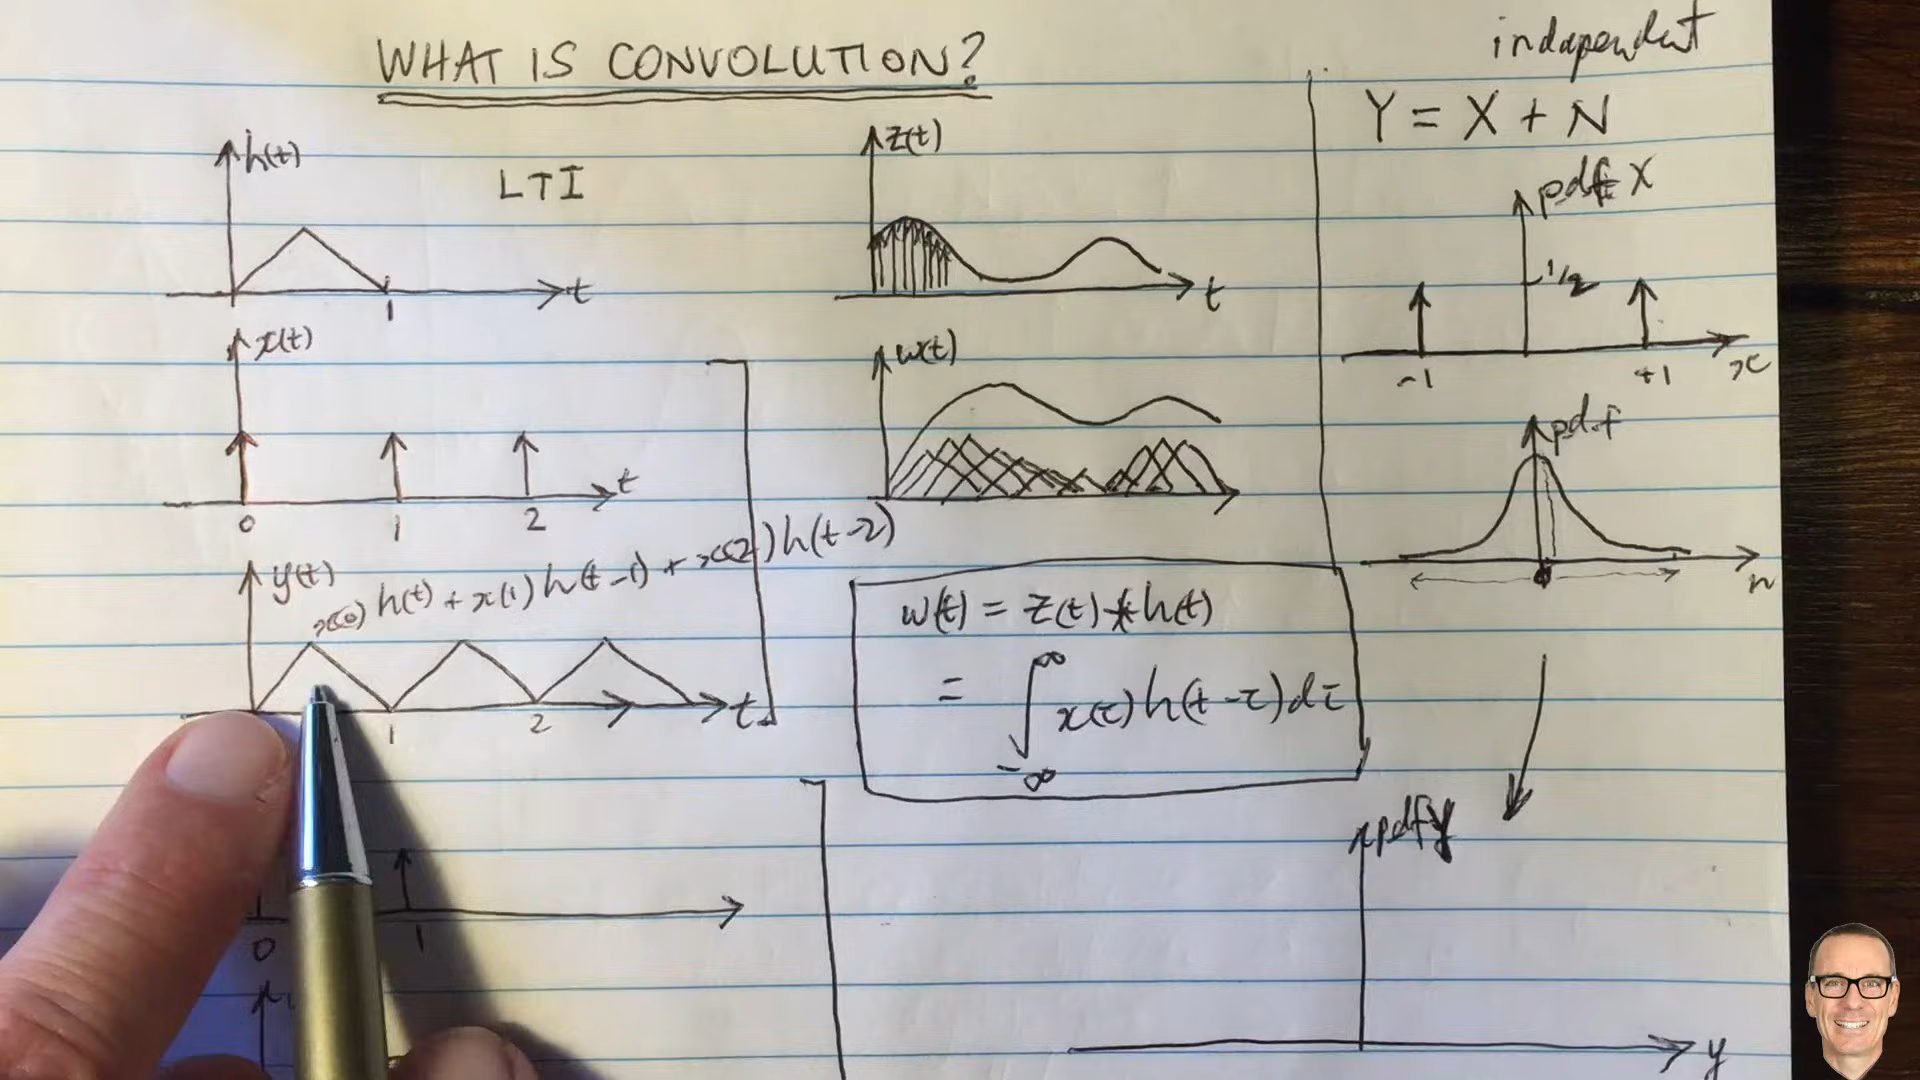 WHAT IS CONVOLUTION?
h(t)
LTI
1
t
x(t)
0
1
2
t
y(t)
x(0) h(t) + x(1) h(t-1) + x(2) h(t-2)
1
2
t
0
1
z(t)
t
w(t)
w(t) = z(t) * h(t)
= ∫ x(τ) h(t-τ) dτ
∞
-∞
independent
Y = X + N
pdf X
1/2
-1
+1
x
pdf
n
pdf y
y